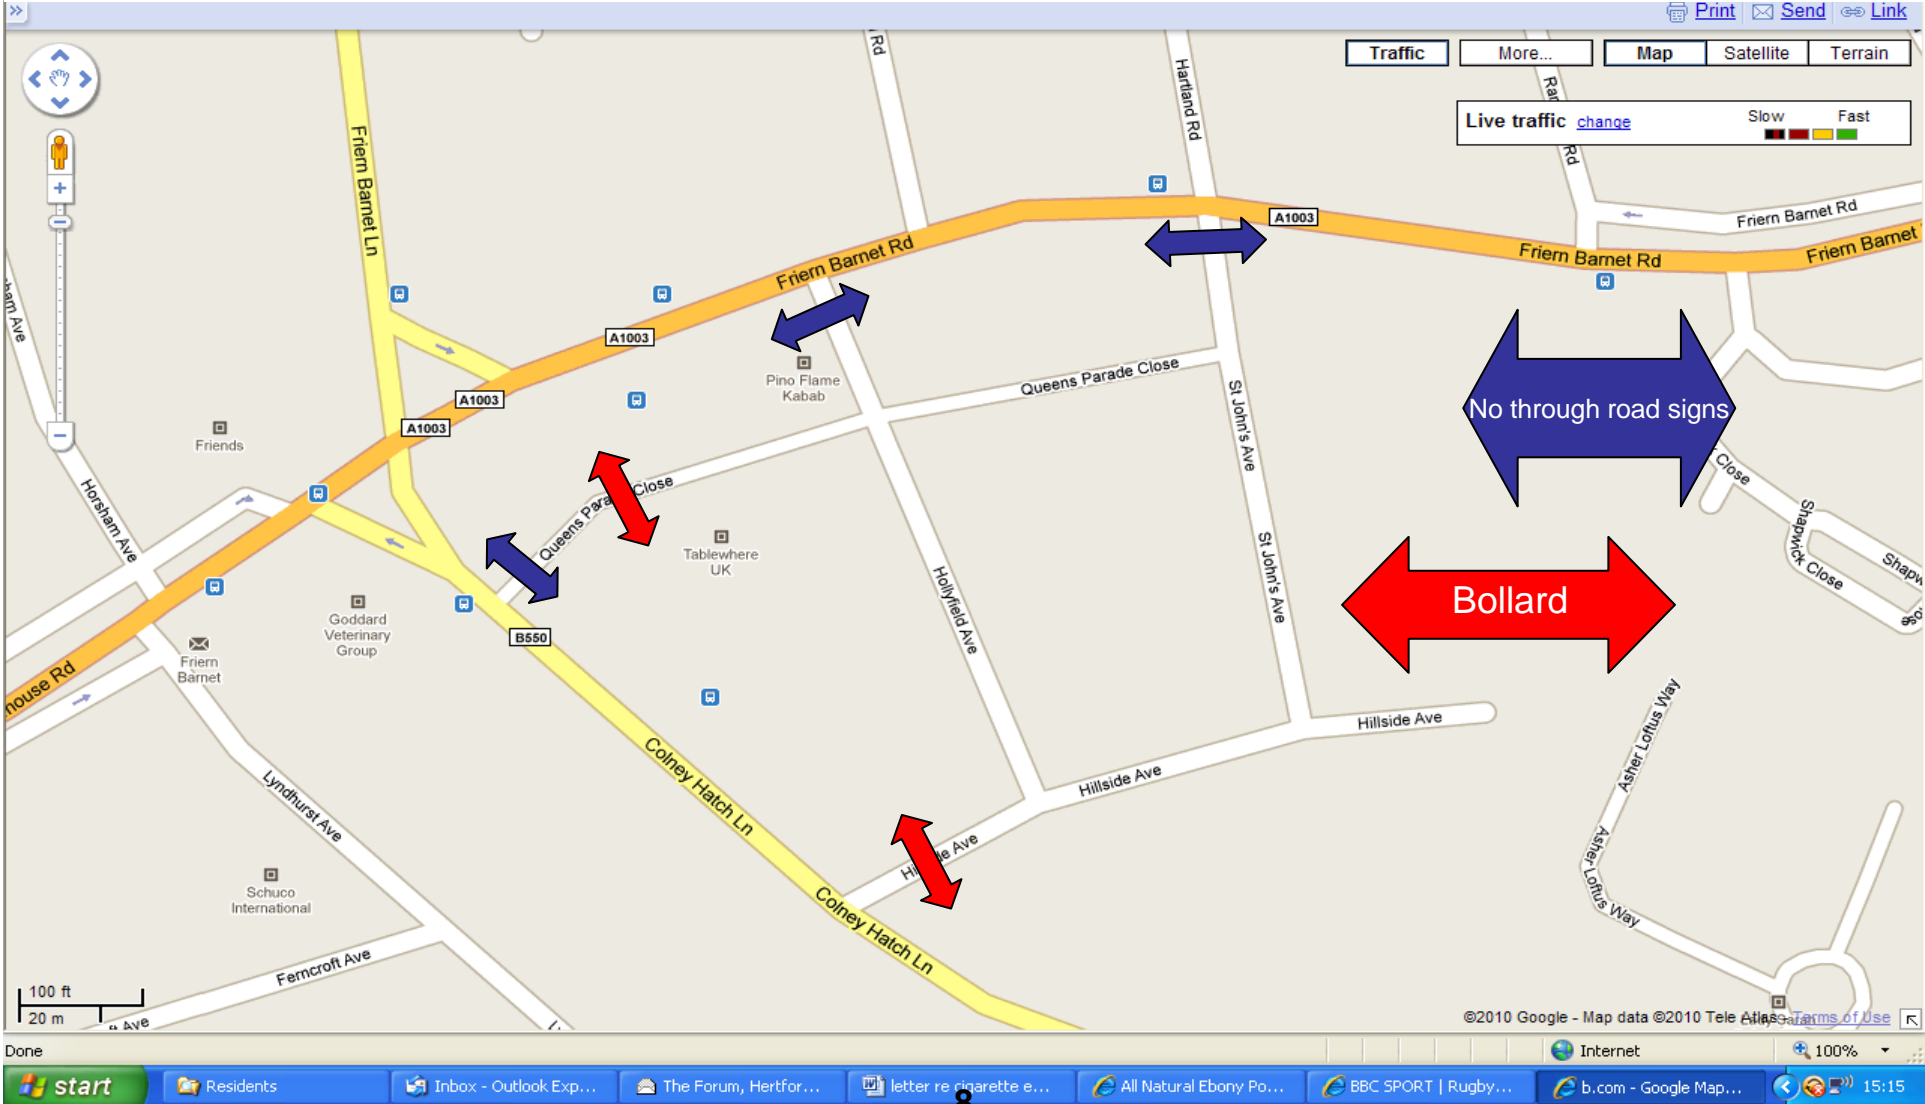 Print
Send
Link
Traffic
More...
Map
Satellite
Terrain
Live traffic change
Slow
Fast
Rd
Hartland Rd
Rd
Friern Barnet Ln
A1003
Friern Barnet Rd
Friern Barnet Rd
Friern Barnet Rd
Friern Barnet
A1003
A1003
A1003
Pino Flame
Kabab
Queens Parade Close
St John's Ave
St John's Ave
No through road signs
Friends
Horsham Ave
Close
Queens
Close
Tablewhere
UK
Shapwick Close
Bollard
Goddard
Veterinary
Group
B550
Friern
Barnet
Hollyfield Ave
Hillside Ave
Hillside Ave
Ave
Colney Hatch Ln
Colney Hatch Ln
Lyndhurst Ave
Asher Loftus Way
Asher Loftus Way
Schuco
International
Ferncroft Ave
Ave
100 ft
20 m
©2010 Google - Map data ©2010 Tele Atlas - Terms of Use
Done
Internet
100%
start
Residents
Inbox - Outlook Exp...
The Forum, Hertfor...
letter re cigarette e...
All Natural Ebony Po...
BBC SPORT | Rugby...
b.com - Google Map...
15:15
8